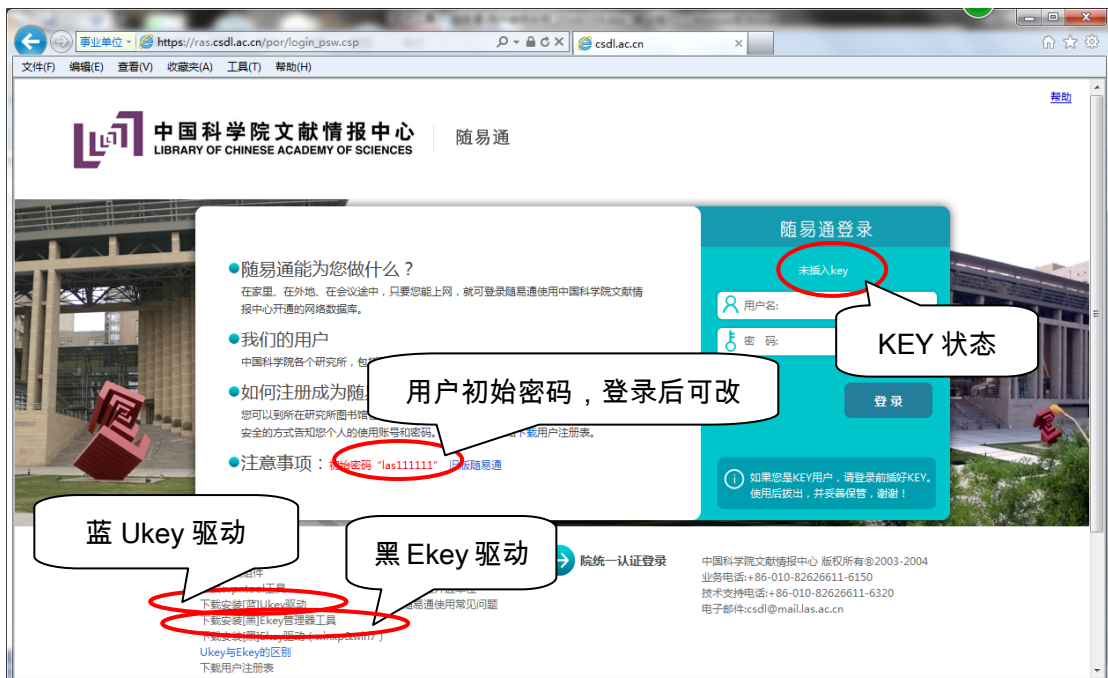 事业单位
https://ras.csdl.ac.cn/por/login_psw.csp
csdl.ac.cn
文件(F) 编辑(E) 查看(V) 收藏夹(A) 工具(T) 帮助(H)
帮助
中国科学院文献情报中心
LIBRARY OF CHINESE ACADEMY OF SCIENCES
随易通
随易通能为您做什么？
在家里、在外地、在会议途中，只要您能上网，就可登录随易通使用中国科学院文献情
报中心开通的网络数据库。
我们的用户
中国科学院各个研究所，包
如何注册成为随
您可以到所在研究所图书馆
安全的方式告知您个人的使用账号和密码。
下载用户注册表。
注意事项：初始密码 "las111111" 旧版随易通
用户初始密码，登录后可改
随易通登录
未插入key
用户名:
密 码:
KEY 状态
登 录
如果您是KEY用户，请登录前插好KEY。
使用后拔出，并妥善保管，谢谢！
蓝 Ukey 驱动
黑 Ekey 驱动
组件
下载安装[蓝]Ukey驱动
下载安装[黑]Ekey管理器工具
下载安装[黑]Ekey驱动（winxp&win7）
Ukey与Ekey的区别
下载用户注册表
易通使用常见问题
院统一认证登录
中国科学院文献情报中心 版权所有©2003-2004
业务电话:+86-010-82626611-6150
技术支持电话:+86-010-82626611-6320
电子邮件:csdl@mail.las.ac.cn